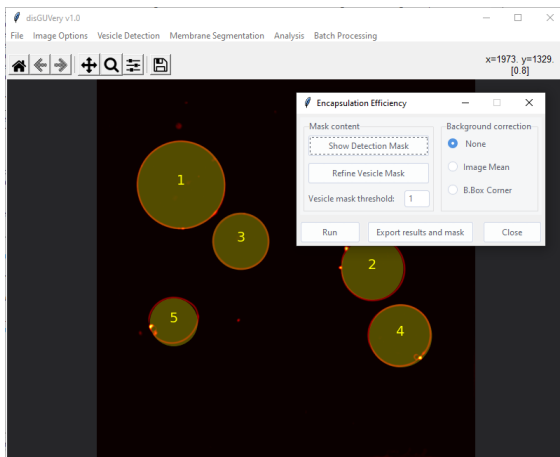 disGUVery v1.0
File Image Options Vesicle Detection Membrane Segmentation Analysis Batch Processing
x=1973. y=1329.
[0.8]
Encapsulation Efficiency
Mask content
Background correction
Show Detection Mask
None
Refine Vesicle Mask
Image Mean
Vesicle mask threshold: 1
B.Box Corner
Run Export results and mask Close
1
3
2
5
4